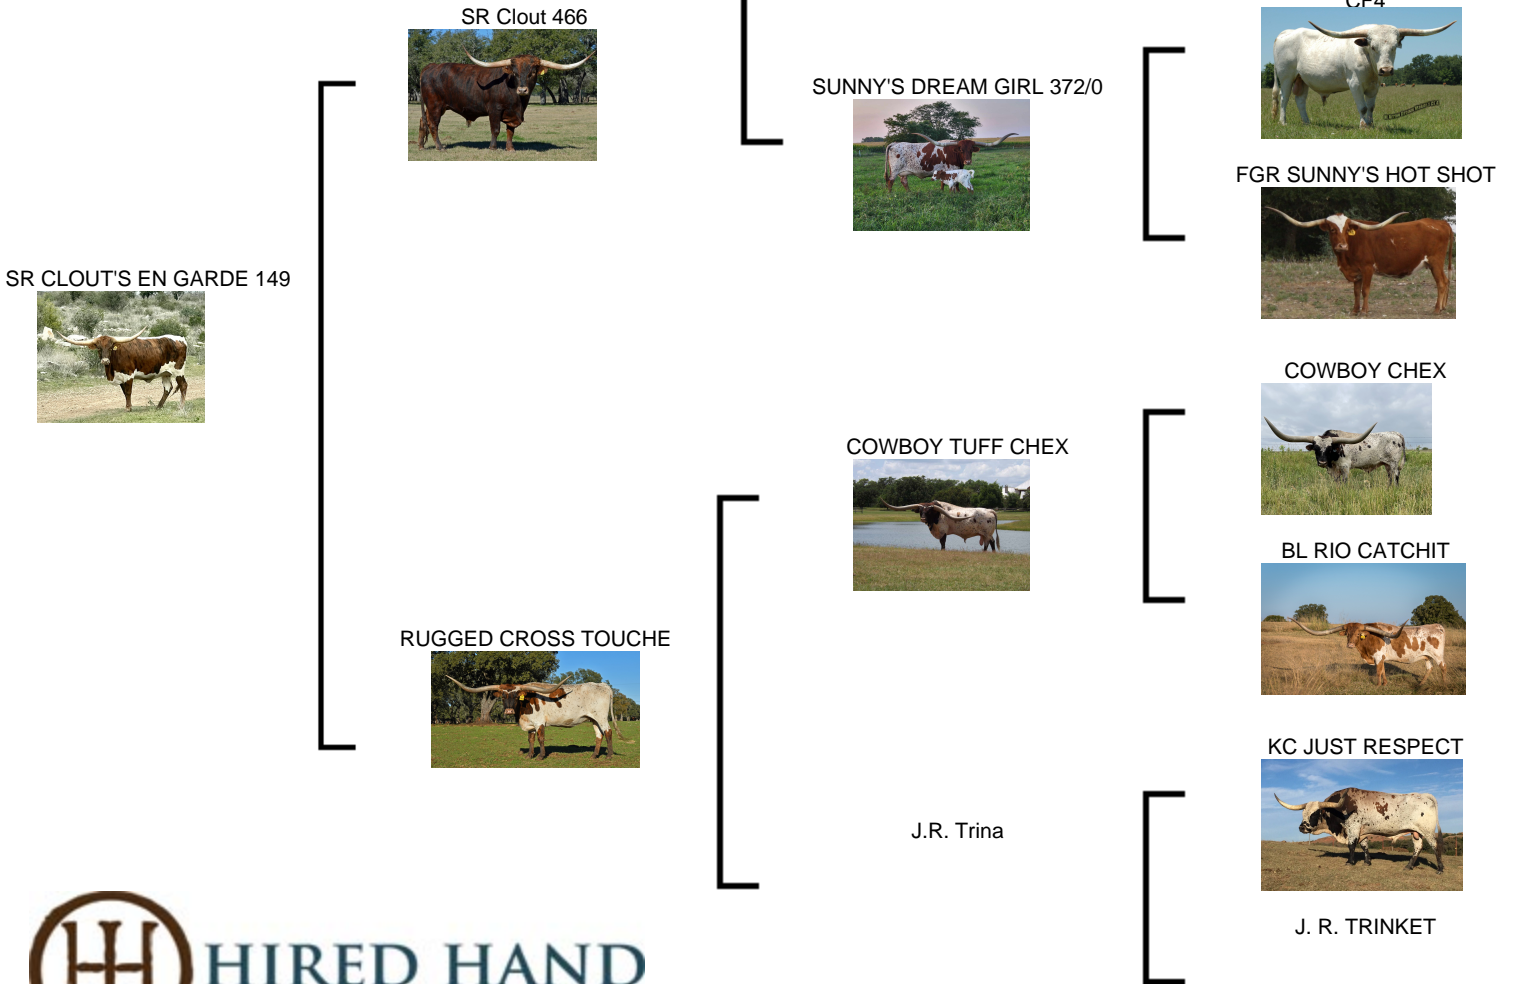 CF4
SR Clout 466
SUNNY'S DREAM GIRL 372/0
FGR SUNNY'S HOT SHOT
SR CLOUT'S EN GARDE 149
COWBOY CHEX
COWBOY TUFF CHEX
BL RIO CATCHIT
RUGGED CROSS TOUCHE
KC JUST RESPECT
J.R. Trina
J. R. TRINKET
HIRED HAND